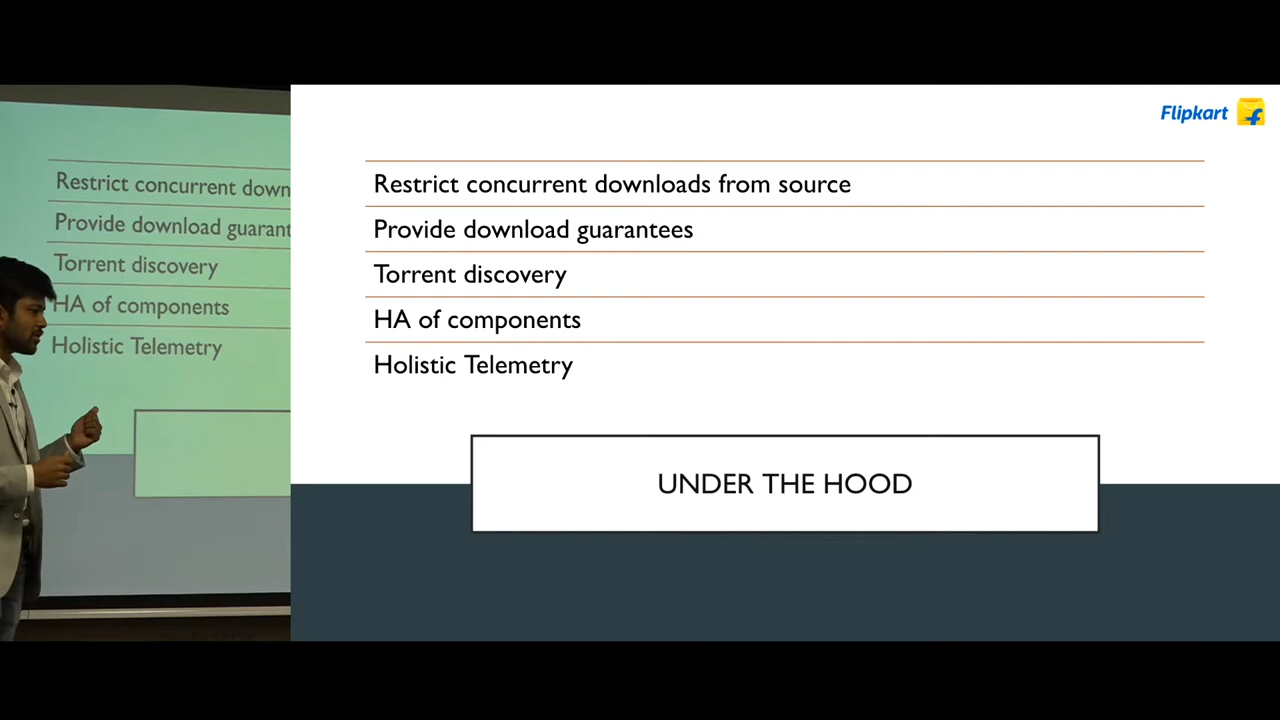 Flipkart
Restrict concurrent downloads from source
Provide download guarantees
Torrent discovery
HA of components
Holistic Telemetry
UNDER THE HOOD
Restrict concurrent down
Provide download guarant
Torrent discovery
HA of components
Holistic Telemetry